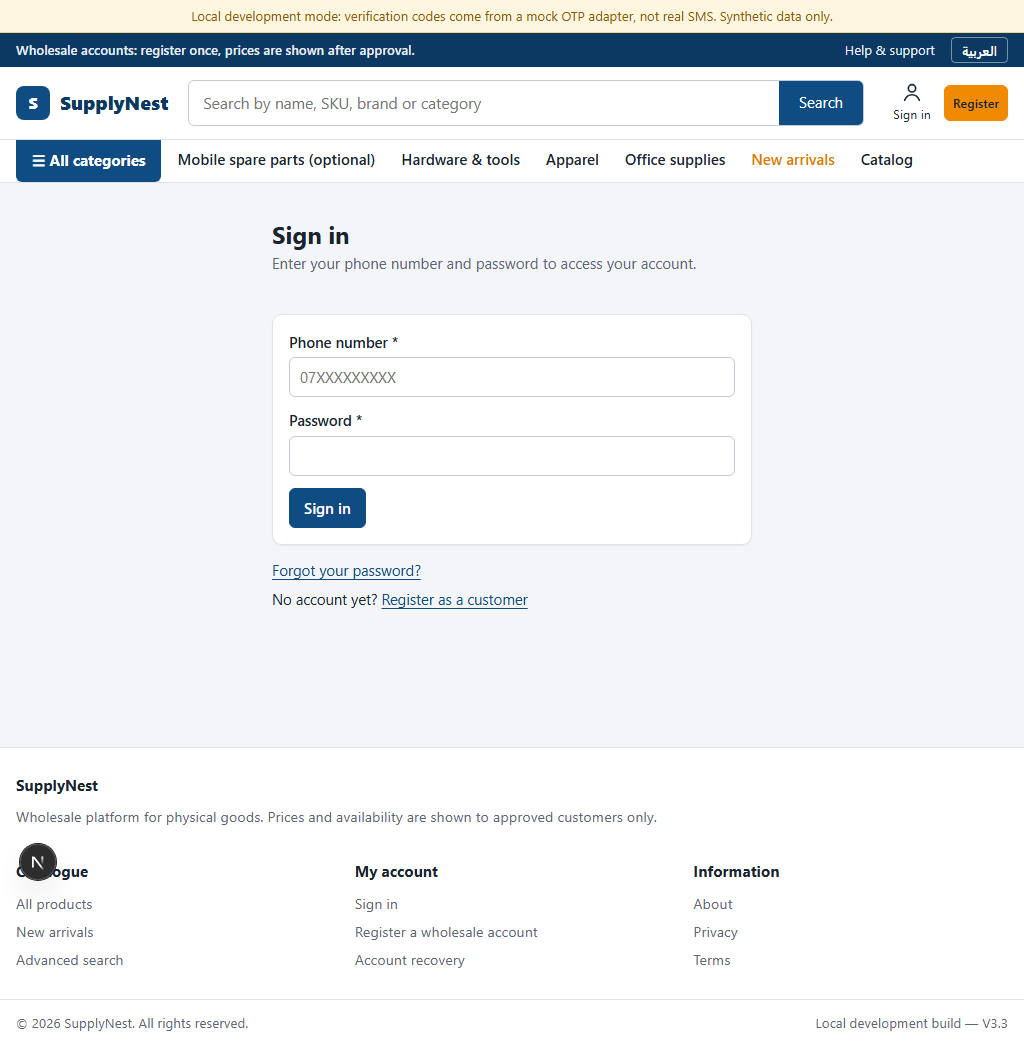 Local development mode: verification codes come from a mock OTP adapter, not real SMS. Synthetic data only.
Wholesale accounts: register once, prices are shown after approval.
Help & support
العربية
S
SupplyNest
Search by name, SKU, brand or category
Search
Sign in
Register
☰ All categories
Mobile spare parts (optional)
Hardware & tools
Apparel
Office supplies
New arrivals
Catalog
Sign in
Enter your phone number and password to access your account.
Phone number *
07XXXXXXXXX
Password *
Sign in
Forgot your password?
No account yet? Register as a customer
SupplyNest
Wholesale platform for physical goods. Prices and availability are shown to approved customers only.
N
My account
Information
All products
Sign in
About
New arrivals
Register a wholesale account
Privacy
Advanced search
Account recovery
Terms
© 2026 SupplyNest. All rights reserved.
Local development build — V3.3